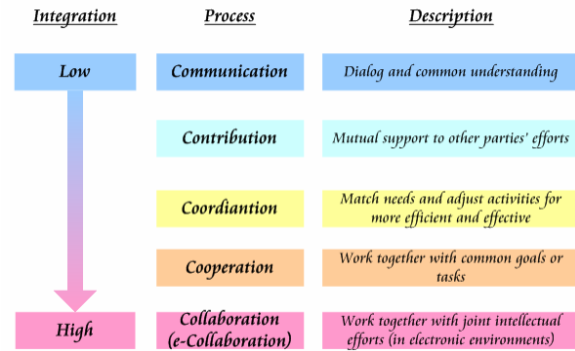 Integration Process Description
Low Communication Dialog and common understanding
Contribution Mutual support to other parties' efforts
Coordiantion Match needs and adjust activities for
more efficient and effective
Cooperation Work together with common goals or
tasks
High Collaboration
(e-Collaboration) Work together with joint intellectual
efforts (in electronic environments)